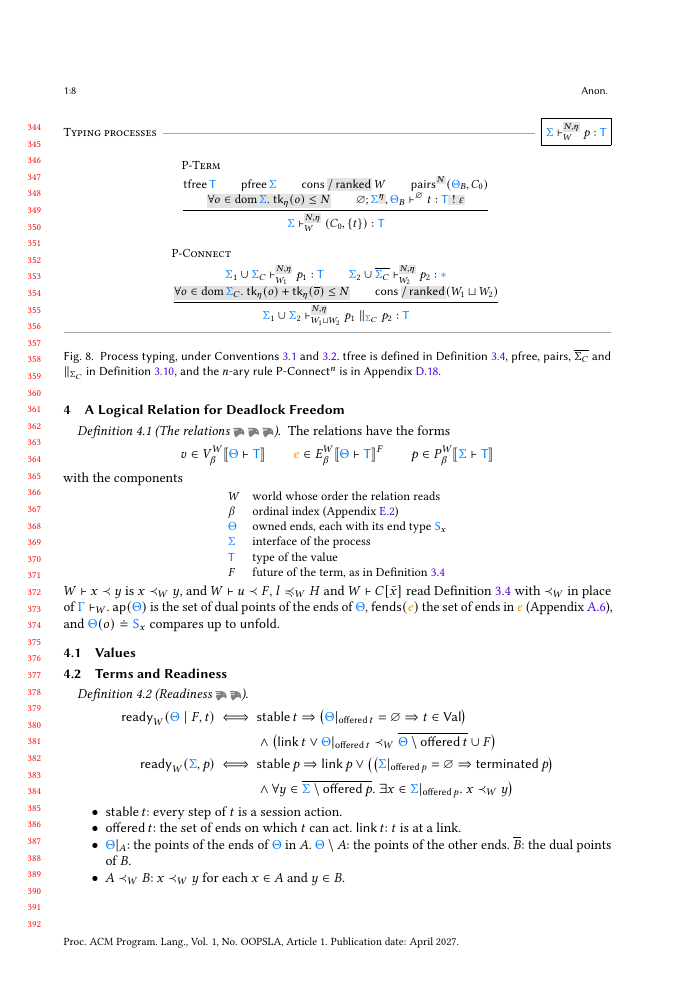 1:8 Anon.
344 TYPING PROCESSES Σ ⊢^{N,η}_W p : T
345
346 P-TERM
347 tfree T pfree Σ cons / ranked W pairs^N (Θ_B, C_0)
348 ∀o ∈ dom Σ. tk_η(o) ≤ N ∅; Σ^η, Θ_B ⊢^∅ t : T ! ε
349
350 Σ ⊢^{N,η}_W (C_0, {t}) : T
351
352 P-CONNECT
353 Σ_1 ∪ Σ_C ⊢^{N,η}_{W_1} p_1 : T Σ_2 ∪ \overline{Σ_C} ⊢^{N,η}_{W_2} p_2 : ∗
354 ∀o ∈ dom Σ_C. tk_η(o) + tk_η(\overline{o}) ≤ N cons / ranked (W_1 ⊔ W_2)
355 Σ_1 ∪ Σ_2 ⊢^{N,η}_{W_1⊔W_2} p_1 ∥_{Σ_C} p_2 : T
356
357
358 Fig. 8. Process typing, under Conventions 3.1 and 3.2. tfree is defined in Definition 3.4, pfree, pairs, \overline{Σ_C} and
359 ∥_{Σ_C} in Definition 3.10, and the n-ary rule P-Connect^n is in Appendix D.18.
360
361 4 A Logical Relation for Deadlock Freedom
362 Definition 4.1 (The relations). The relations have the forms
363
364 v ∈ V^W_β⟦Θ ⊢ T⟧ e ∈ E^W_β⟦Θ ⊢ T⟧^F p ∈ P^W_β⟦Σ ⊢ T⟧
365 with the components
366 W world whose order the relation reads
367 β ordinal index (Appendix E.2)
368 Θ owned ends, each with its end type S_x
369 Σ interface of the process
370 T type of the value
371 F future of the term, as in Definition 3.4
372 W ⊢ x ≺ y is x ≺_W y, and W ⊢ u ≺ F, l ≼_W H and W ⊢ C[x̄] read Definition 3.4 with ≺_W in place
373 of Γ ⊢_W. ap(Θ) is the set of dual points of the ends of Θ, fends(e) the set of ends in e (Appendix A.6),
374 and Θ(o) ≐ S_x compares up to unfold.
375 4.1 Values
376
377 4.2 Terms and Readiness
378 Definition 4.2 (Readiness).
379
380 ready_W(Θ | F, t) ⟺ stable t ⇒ (Θ|_{offered t} = ∅ ⇒ t ∈ Val)
381 ∧ (link t ∨ Θ|_{offered t} ≺_W \overline{Θ \ offered t} ∪ F)
382 ready_W(Σ, p) ⟺ stable p ⇒ link p ∨ ((Σ|_{offered p} = ∅ ⇒ terminated p)
383
384 ∧ ∀y ∈ \overline{Σ \ offered p}. ∃x ∈ Σ|_{offered p}. x ≺_W y)
385 • stable t: every step of t is a session action.
386 • offered t: the set of ends on which t can act. link t: t is at a link.
387 • Θ|_A: the points of the ends of Θ in A. Θ \ A: the points of the other ends. \overline{B}: the dual points
388 of B.
389 • A ≺_W B: x ≺_W y for each x ∈ A and y ∈ B.
390
391
392
Proc. ACM Program. Lang., Vol. 1, No. OOPSLA, Article 1. Publication date: April 2027.